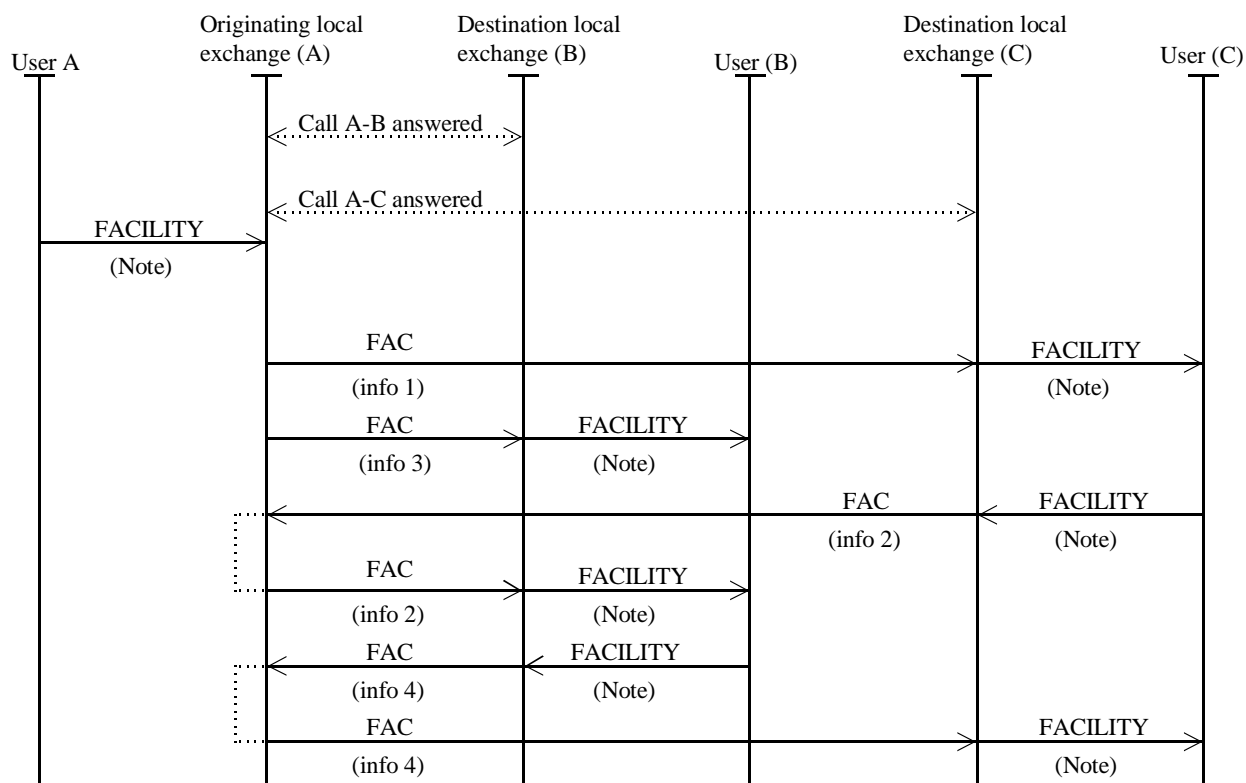 Originating local
exchange (A)
Destination local
exchange (B)
Destination local
exchange (C)
User A
User (B)
User (C)
Call A-B answered
Call A-C answered
FACILITY
(Note)
FAC
(info 1)
FACILITY
(Note)
FAC
(info 3)
FACILITY
(Note)
FAC
(info 2)
FACILITY
(Note)
FAC
(info 2)
FACILITY
(Note)
FAC
(info 4)
FACILITY
(Note)
FAC
(info 4)
FACILITY
(Note)